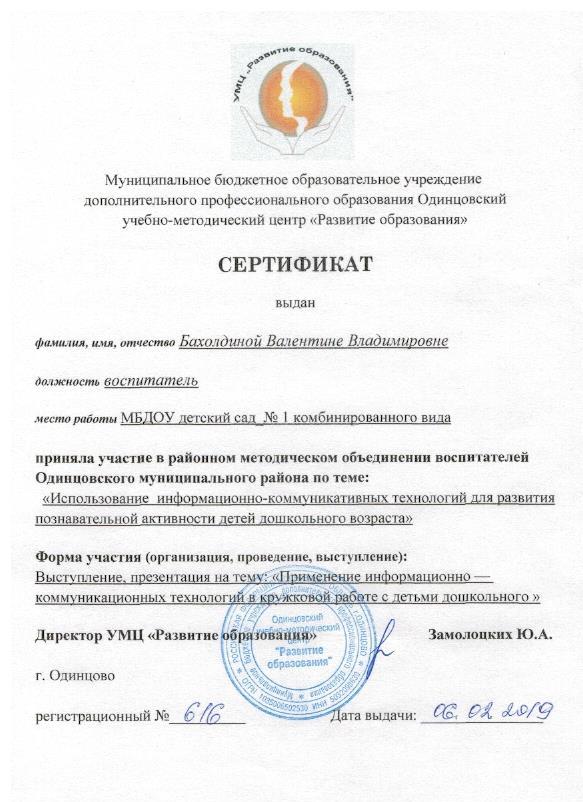 УМЦ „Развитие образования"
Муниципальное бюджетное образовательное учреждение
дополнительного профессионального образования Одинцовский
учебно-методический центр «Развитие образования»
СЕРТИФИКАТ
выдан
фамилия, имя, отчество Бахолдиной Валентине Владимировне
должность воспитатель
место работы МБДОУ детский сад_№ 1 комбинированного вида
приняла участие в районном методическом объединении воспитателей
Одинцовского муниципального района по теме:
«Использование информационно-коммуникативных технологий для развития
познавательной активности детей дошкольного возраста»
Форма участия (организация, проведение, выступление):
Выступление, презентация на тему: «Применение информационно —
коммуникационных технологий в кружковой работе с детьми дошкольного »
Директор УМЦ «Развитие образования» Замолоцких Ю.А.
Одинцовский
учебно-методический
центр
"Развитие
образования"
г. Одинцово
регистрационный № 616 Дата выдачи: 06.02 2019